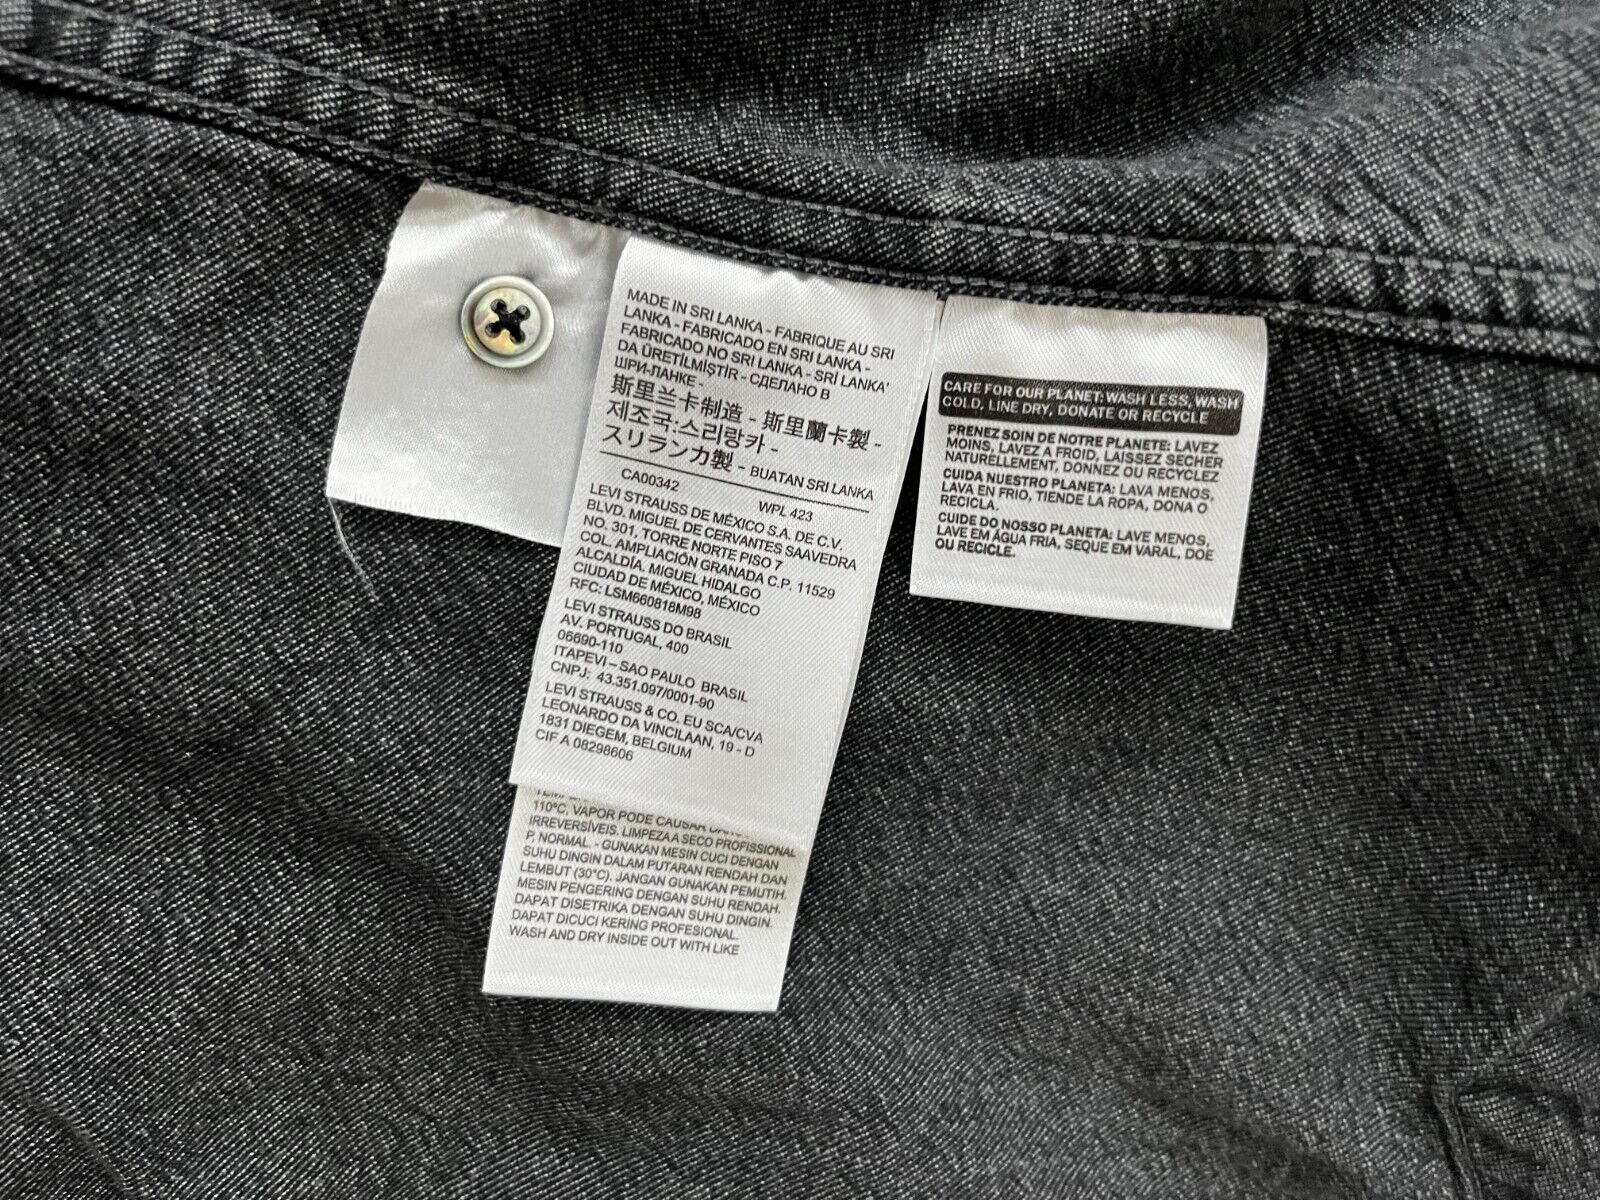 MADE IN SRI LANKA - FABRIQUE AU SRI
LANKA - FABRICADO EN SRI LANKA -
FABRICADO NO SRI LANKA - SRİ LANKA'
DA ÜRETİLMİŞTİR - СДЕЛАНО В
ШРИ-ЛАНКЕ -
斯里兰卡制造 - 斯里蘭卡製 -
제조국:스리랑카 -
スリランカ製 - BUATAN SRI LANKA
CA00342 WPL 423
LEVI STRAUSS DE MÉXICO S.A. DE C.V.
BLVD. MIGUEL DE CERVANTES SAAVEDRA
NO. 301, TORRE NORTE PISO 7
COL. AMPLIACIÓN GRANADA C.P. 11529
ALCALDÍA. MIGUEL HIDALGO
CIUDAD DE MÉXICO, MÉXICO
RFC: LSM660818M98
LEVI STRAUSS DO BRASIL
AV. PORTUGAL, 400
06690-110
ITAPEVI – SAO PAULO BRASIL
CNPJ: 43.351.097/0001-90
LEVI STRAUSS & CO. EU SCA/CVA
LEONARDO DA VINCILAAN, 19 - D
1831 DIEGEM, BELGIUM
CIF A 08298606
110°C, VAPOR PODE CAUSAR
IRREVERSÍVEIS. LIMPEZA A SECO PROFISSIONAL
P, NORMAL. - GUNAKAN MESIN CUCI DENGAN
SUHU DINGIN DALAM PUTARAN RENDAH DAN
LEMBUT (30°C). JANGAN GUNAKAN PEMUTIH.
MESIN PENGERING DENGAN SUHU RENDAH.
DAPAT DISETRIKA DENGAN SUHU DINGIN.
DAPAT DICUCI KERING PROFESIONAL.
WASH AND DRY INSIDE OUT WITH LIKE
CARE FOR OUR PLANET: WASH LESS, WASH
COLD, LINE DRY, DONATE OR RECYCLE
PRENEZ SOIN DE NOTRE PLANETE: LAVEZ
MOINS, LAVEZ A FROID, LAISSEZ SECHER
NATURELLEMENT, DONNEZ OU RECYCLEZ
CUIDA NUESTRO PLANETA: LAVA MENOS,
LAVA EN FRIO, TIENDE LA ROPA, DONA O
RECICLA.
CUIDE DO NOSSO PLANETA: LAVE MENOS,
LAVE EM ÁGUA FRIA, SEQUE EM VARAL, DOE
OU RECICLE.